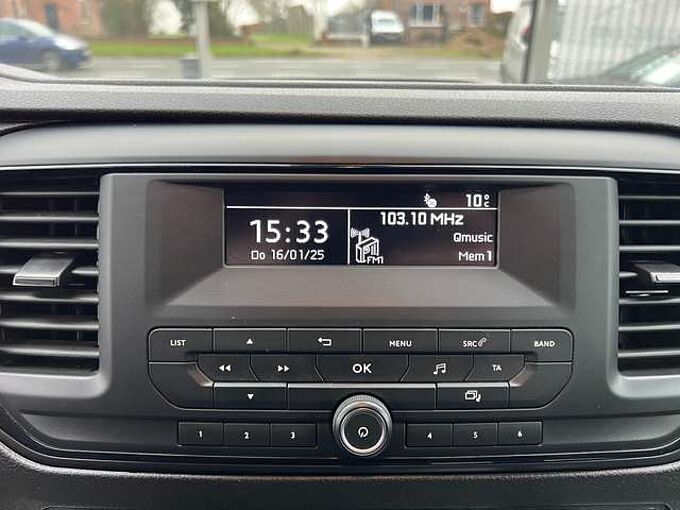 10°C
15:33
Do 16/01/25
103.10 MHz
Qmusic
FM1
Mem 1
LIST
MENU
SRC
BAND
OK
TA
1 2 3 4 5 6